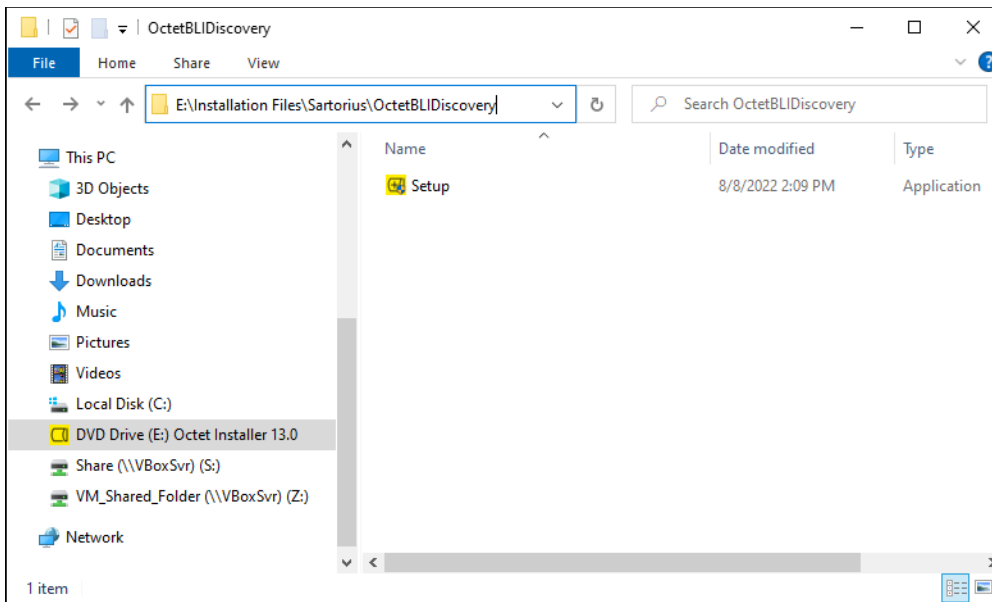 OctetBLIDiscovery
File Home Share View
E:\Installation Files\Sartorius\OctetBLIDiscovery
Search OctetBLIDiscovery
Name Date modified Type
Setup 8/8/2022 2:09 PM Application
This PC
3D Objects
Desktop
Documents
Downloads
Music
Pictures
Videos
Local Disk (C:)
DVD Drive (E:) Octet Installer 13.0
Share (\\VBoxSvr) (S:)
VM_Shared_Folder (\\VBoxSvr) (Z:)
Network
1 item